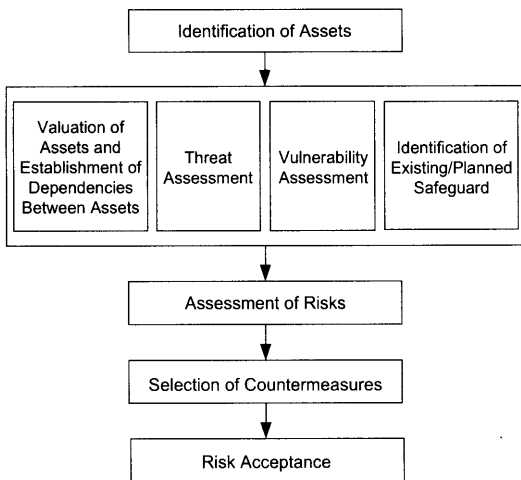 Identification of Assets
Valuation of
Assets and
Establishment of
Dependencies
Between Assets
Threat
Assessment
Vulnerability
Assessment
Identification of
Existing/Planned
Safeguard
Assessment of Risks
Selection of Countermeasures
Risk Acceptance